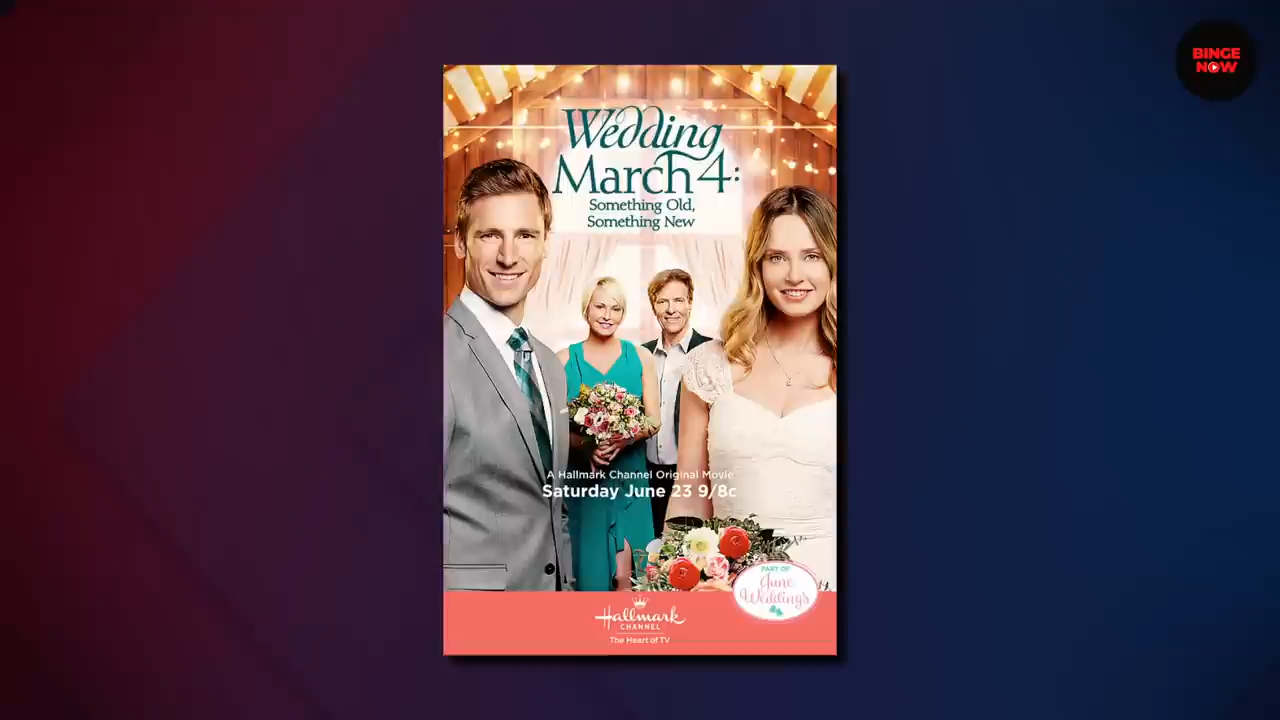 BINGE
NOW
Wedding
March 4:
Something Old,
Something New
A Hallmark Channel Original Movie
Saturday June 23 9/8c
PART OF
June
Weddings
Hallmark
CHANNEL
The Heart of TV